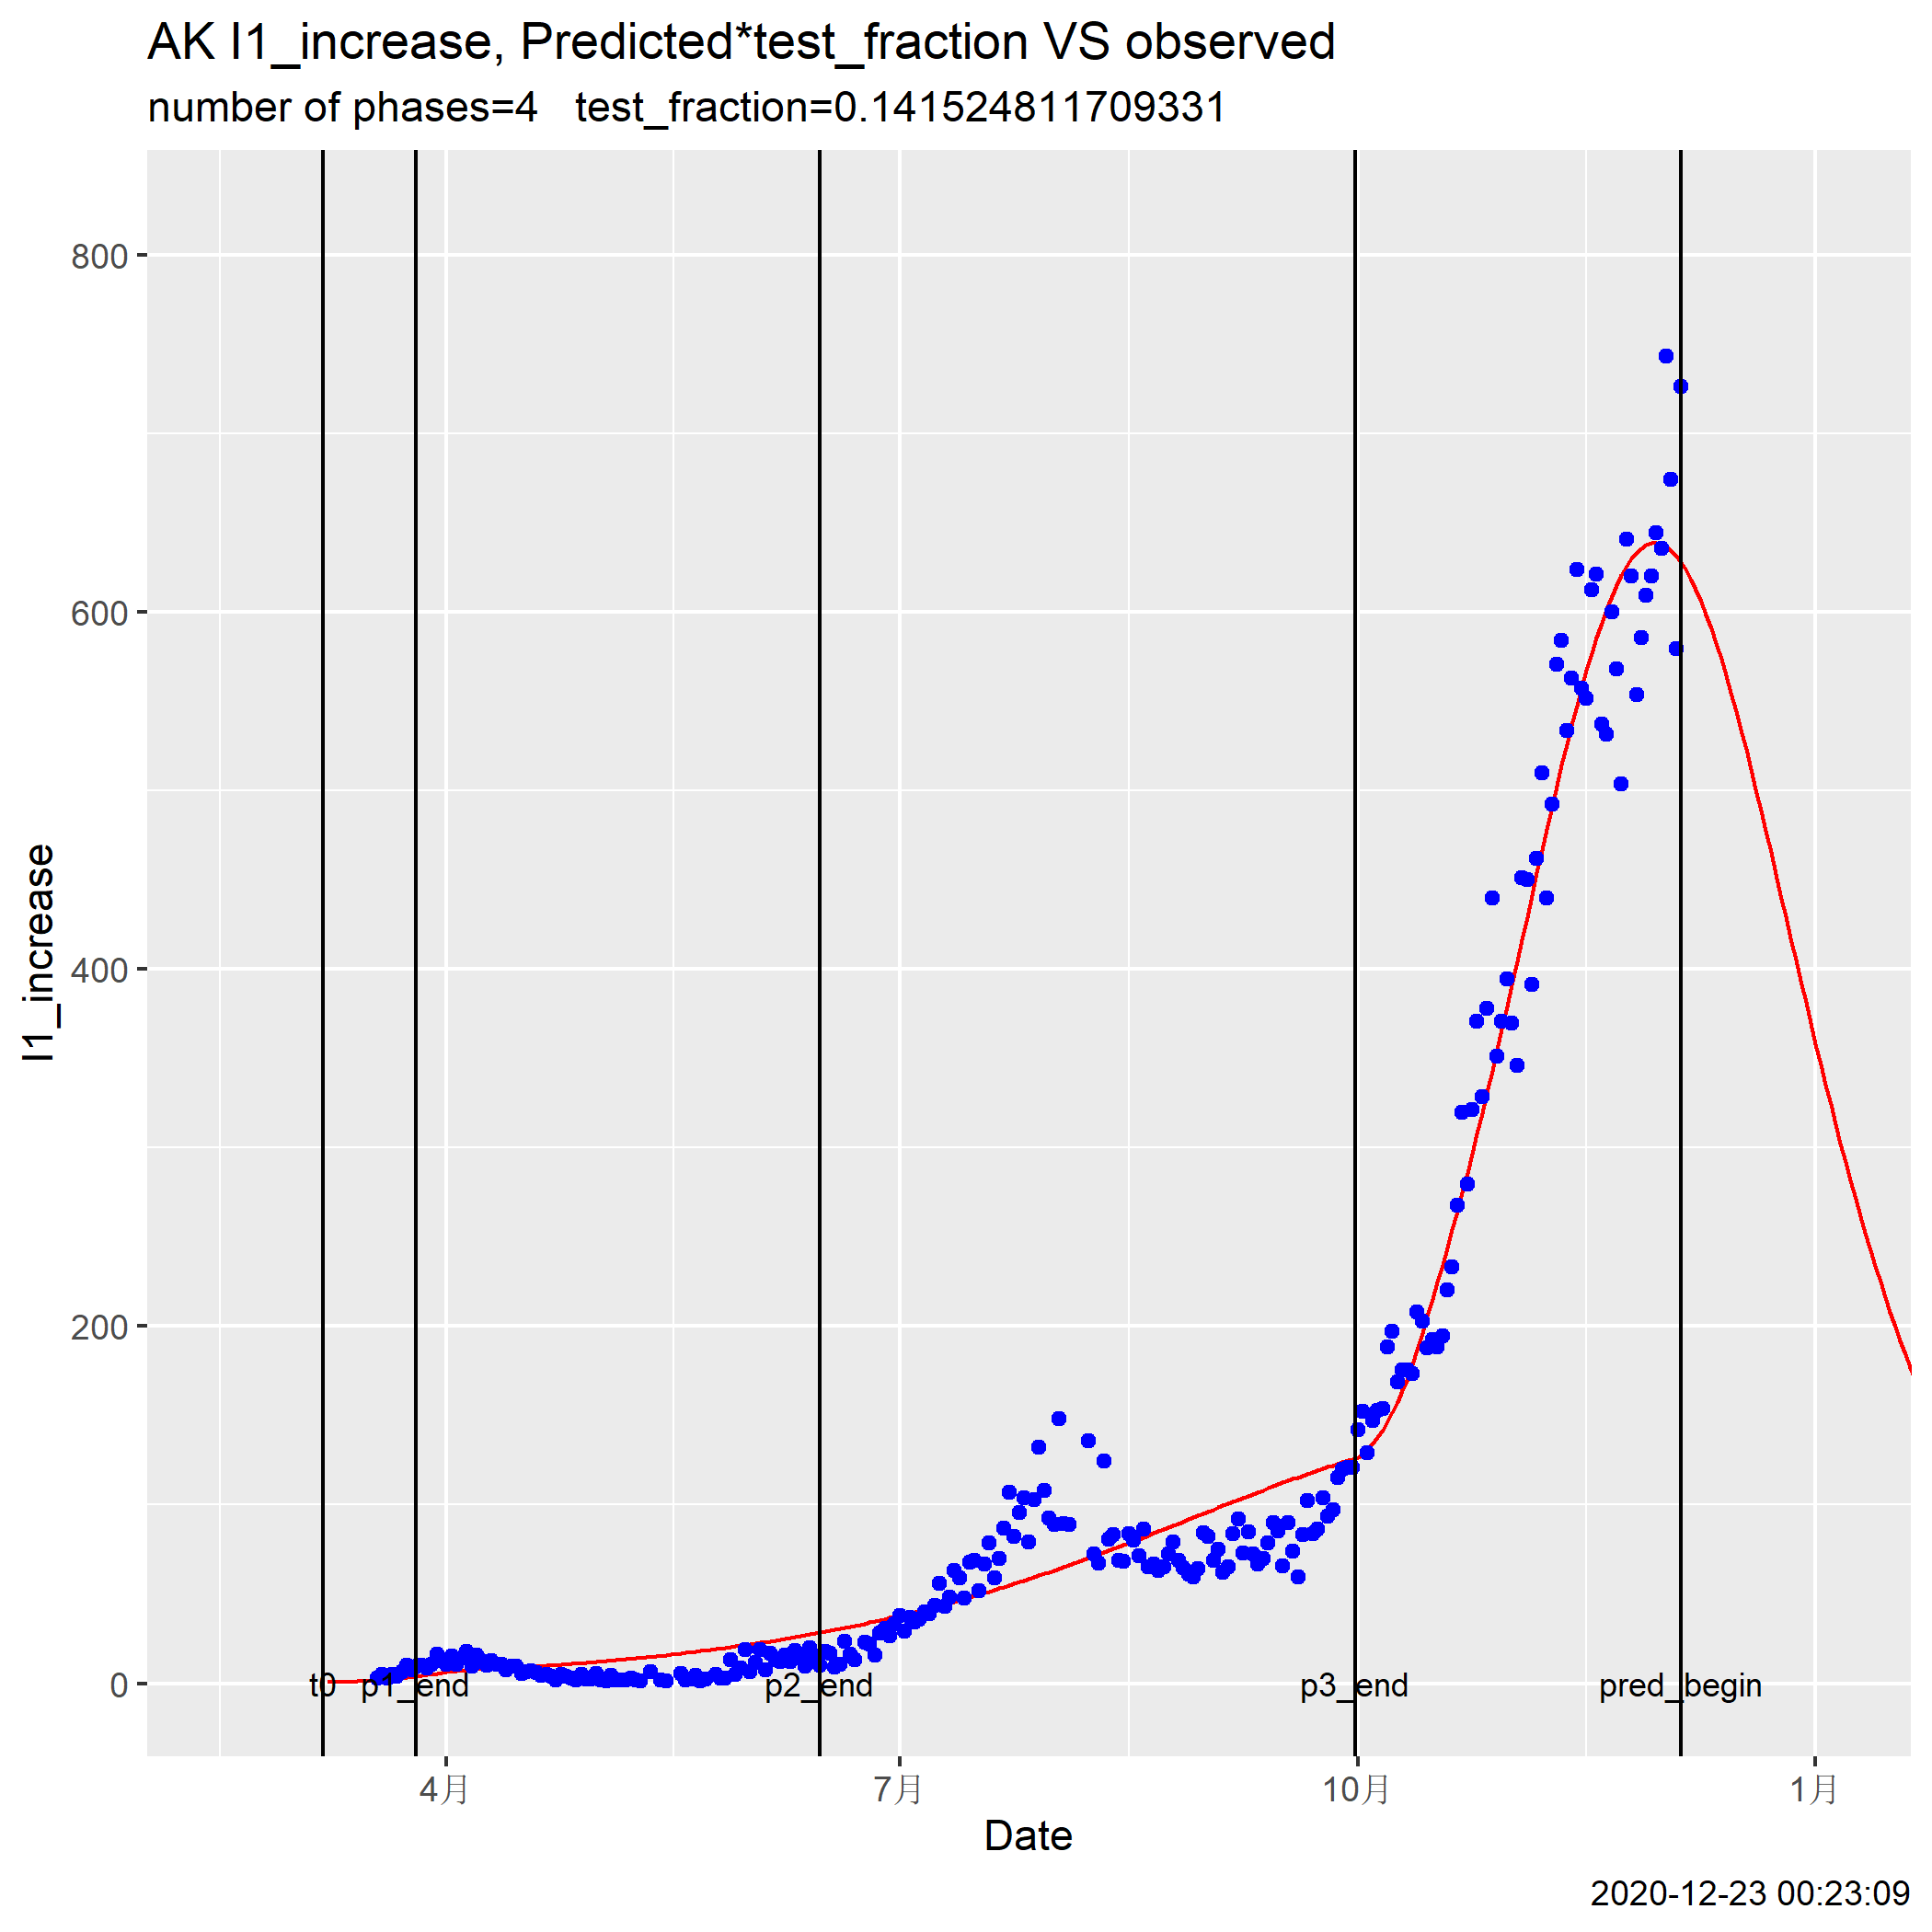 AK I1_increase, Predicted*test_fraction VS observed
number of phases=4   test_fraction=0.141524811709331
800
600
400
200
0
I1_increase
t0
p1_end
p2_end
p3_end
pred_begin
4月
7月
10月
1月
Date
2020-12-23 00:23:09